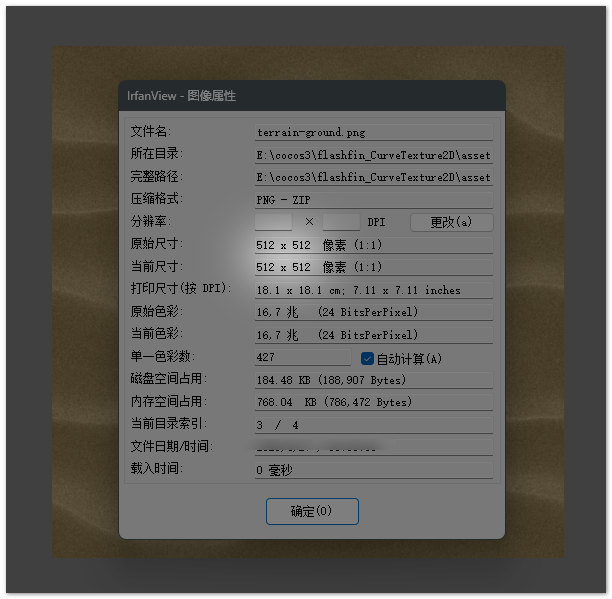 IrfanView - 图像属性
文件名: terrain-ground.png
所在目录: E:\cocos3\flashfin_CurveTexture2D\asset
完整路径: E:\cocos3\flashfin_CurveTexture2D\asset
压缩格式: PNG - ZIP
分辨率: × DPI 更改(a)
原始尺寸: 512 x 512 像素 (1:1)
当前尺寸: 512 x 512 像素 (1:1)
打印尺寸(按 DPI): 18.1 x 18.1 cm; 7.11 x 7.11 inches
原始色彩: 16,7 兆 (24 BitsPerPixel)
当前色彩: 16,7 兆 (24 BitsPerPixel)
单一色彩数: 427 自动计算(A)
磁盘空间占用: 184.48 KB (188,907 Bytes)
内存空间占用: 768.04 KB (786,472 Bytes)
当前目录索引: 3 / 4
文件日期/时间:
载入时间: 0 毫秒
确定(O)